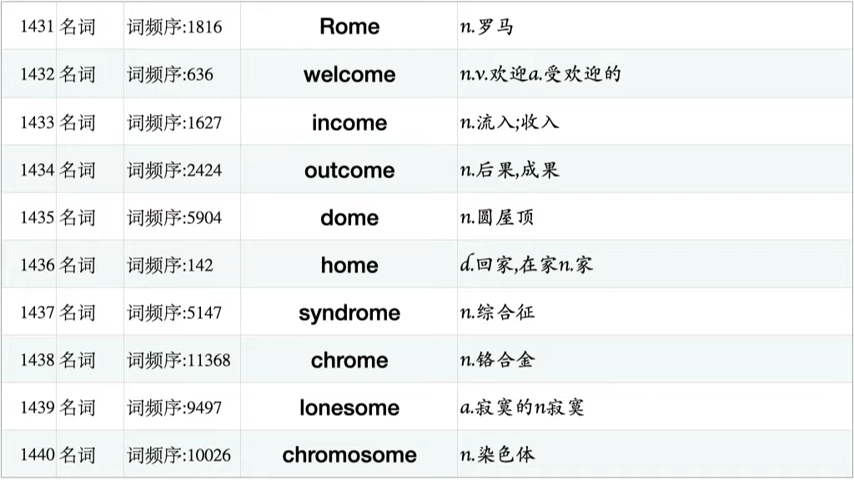 1431 名词 词频序:1816 Rome n.罗马
1432 名词 词频序:636 welcome n.v.欢迎a.受欢迎的
1433 名词 词频序:1627 income n.流入;收入
1434 名词 词频序:2424 outcome n.后果,成果
1435 名词 词频序:5904 dome n.圆屋顶
1436 名词 词频序:142 home d.回家,在家n.家
1437 名词 词频序:5147 syndrome n.综合征
1438 名词 词频序:11368 chrome n.铬合金
1439 名词 词频序:9497 lonesome a.寂寞的n寂寞
1440 名词 词频序:10026 chromosome n.染色体